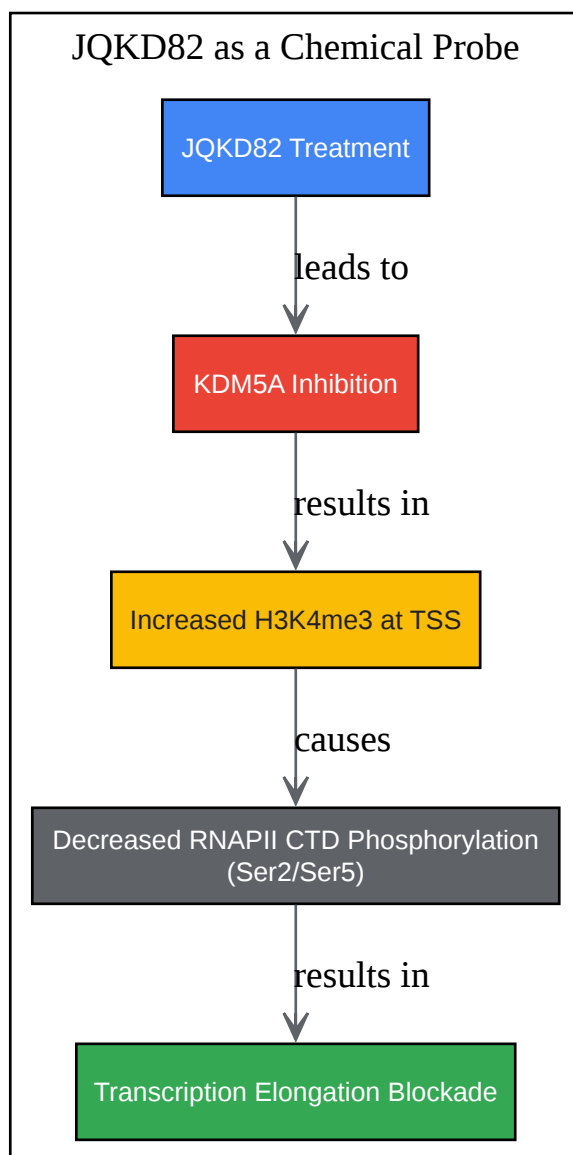 JQKD82 as a Chemical Probe
JQKD82 Treatment
leads to
KDM5A Inhibition
results in
Increased H3K4me3 at TSS
causes
Decreased RNAPII CTD Phosphorylation
(Ser2/Ser5)
results in
Transcription Elongation Blockade